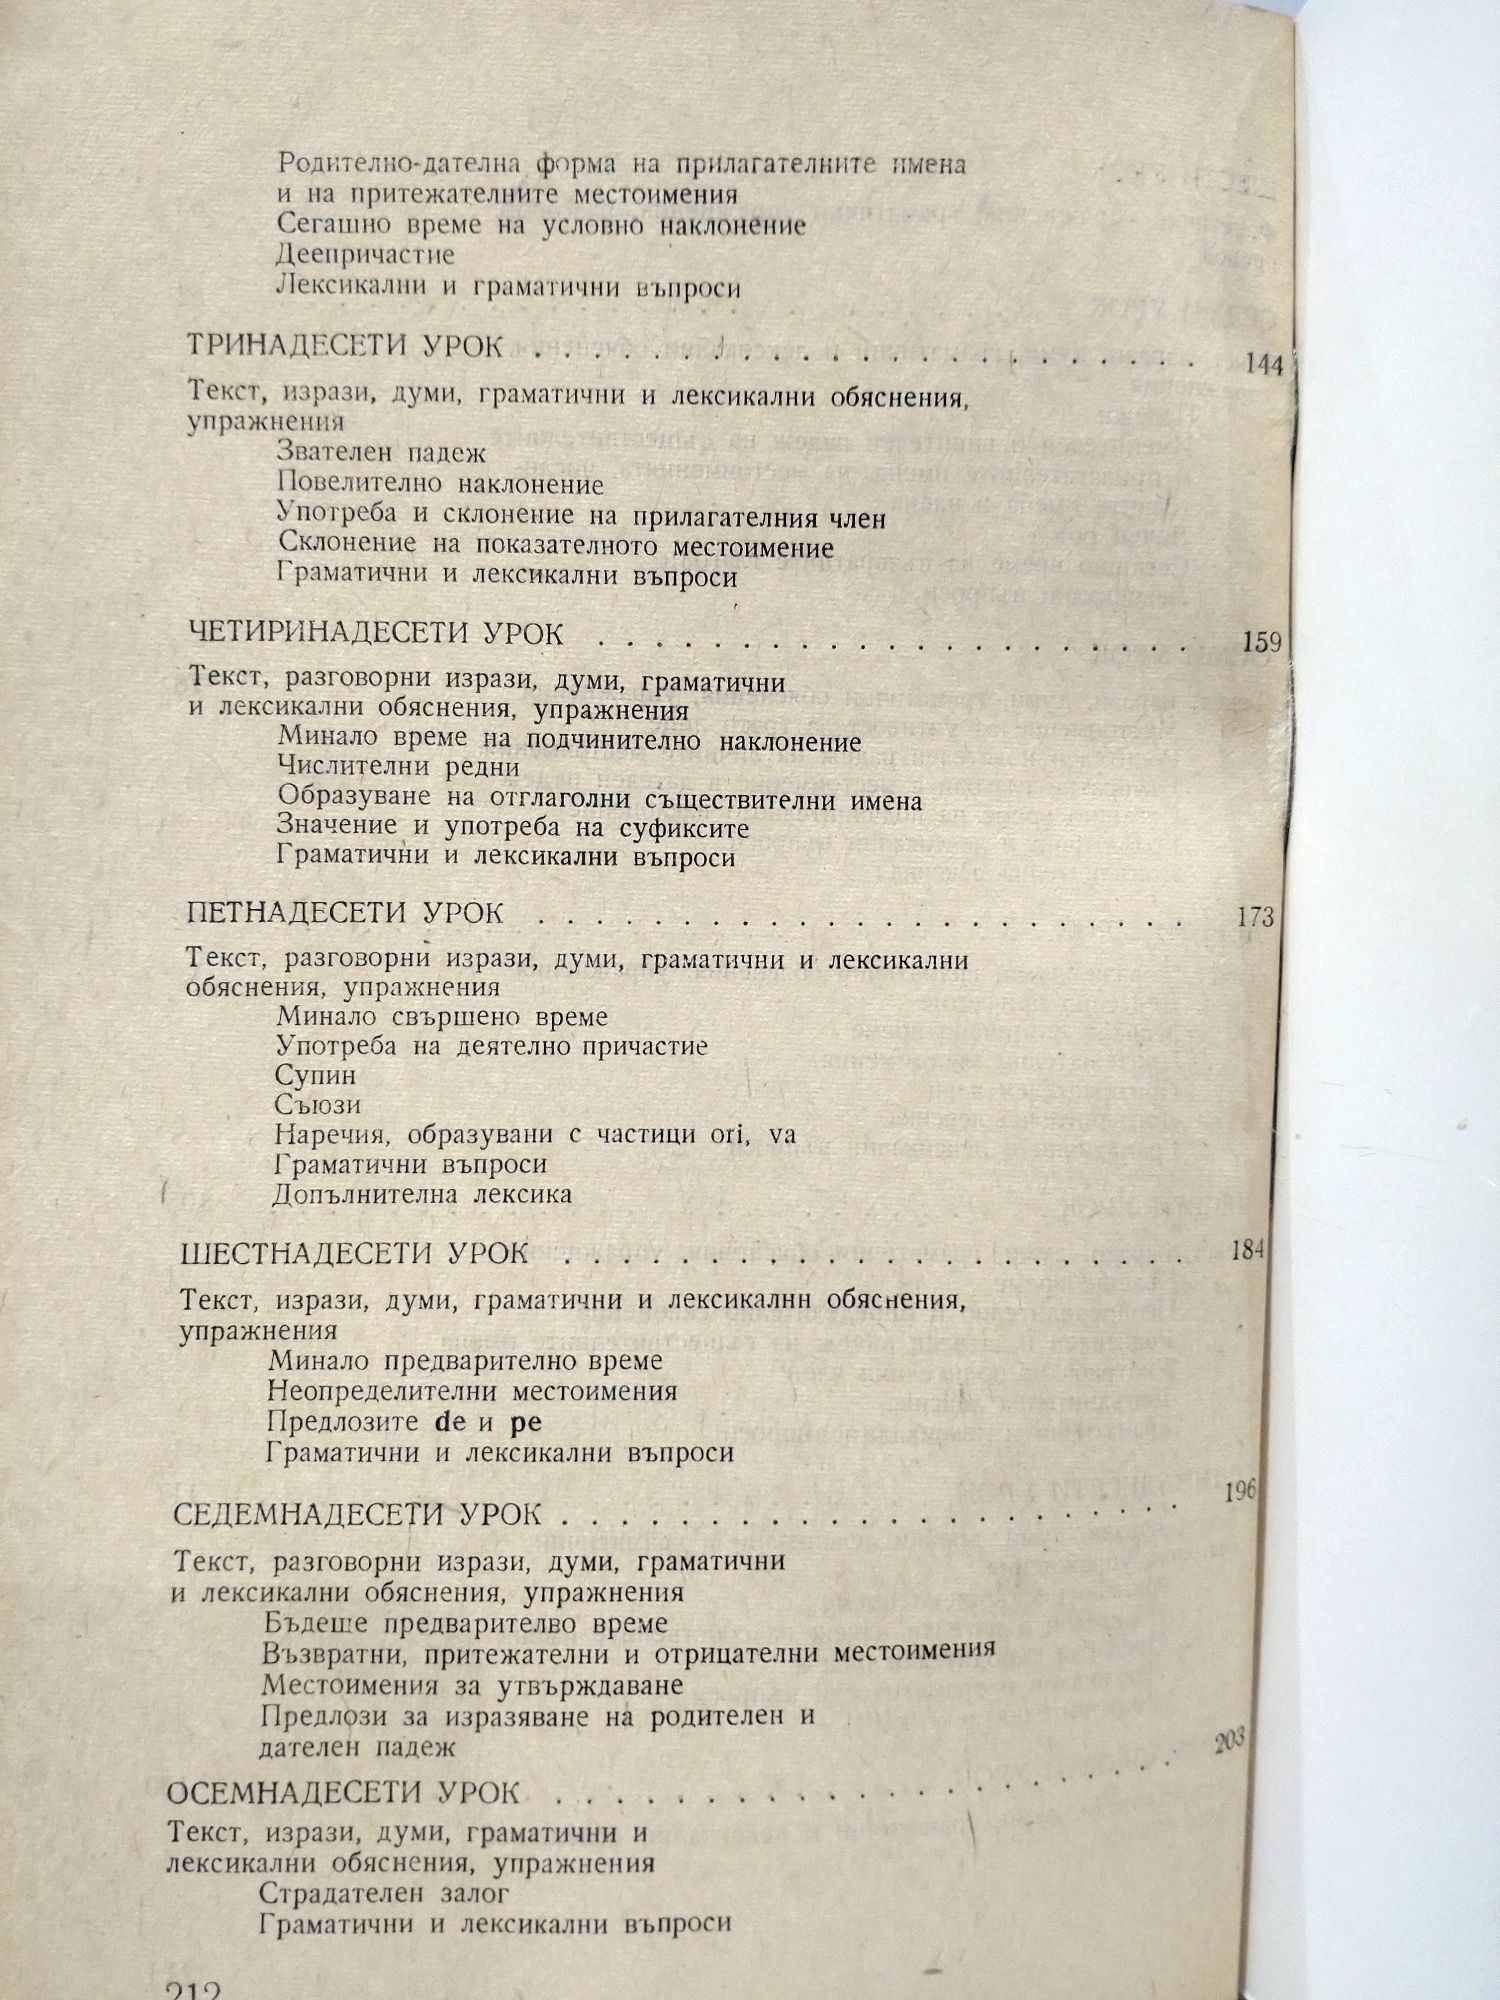 Родително-дателна форма на прилагателните имена
и на притежателните местоимения
Сегашно време на условно наклонение
Деепричастие
Лексикални и граматични въпроси
ТРИНАДЕСЕТИ УРОК . . . . . . . . . . . . . . . . . . . . . . . 144
Текст, изрази, думи, граматични и лексикални обяснения,
упражнения
Звателен падеж
Повелително наклонение
Употреба и склонение на прилагателния член
Склонение на показателното местоимение
Граматични и лексикални въпроси
ЧЕТИРИНАДЕСЕТИ УРОК . . . . . . . . . . . . . . . . . . . . . 159
Текст, разговорни изрази, думи, граматични
и лексикални обяснения, упражнения
Минало време на подчинително наклонение
Числителни редни
Образуване на отглаголни съществителни имена
Значение и употреба на суфиксите
Граматични и лексикални въпроси
ПЕТНАДЕСЕТИ УРОК . . . . . . . . . . . . . . . . . . . . . . . 173
Текст, разговорни изрази, думи, граматични и лексикални
обяснения, упражнения
Минало свършено време
Употреба на деятелно причастие
Супин
Съюзи
Наречия, образувани с частици ori, va
Граматични въпроси
Допълнителна лексика
ШЕСТНАДЕСЕТИ УРОК . . . . . . . . . . . . . . . . . . . . . . 184
Текст, изрази, думи, граматични и лексикалнн обяснения,
упражнения
Минало предварително време
Неопределителни местоимения
Предлозите de и pe
Граматични и лексикални въпроси
СЕДЕМНАДЕСЕТИ УРОК . . . . . . . . . . . . . . . . . . . . . . 196
Текст, разговорни изрази, думи, граматични
и лексикални обяснения, упражнения
Бъдеще предварителво време
Възвратни, притежателни и отрицателни местоимения
Местоимения за утвърждаване
Предлози за изразяване на родителен и
дателен падеж
ОСЕМНАДЕСЕТИ УРОК . . . . . . . . . . . . . . . . . . . . . 203
Текст, изрази, думи, граматични и
лексикални обяснения, упражнения
Страдателен залог
Граматични и лексикални въпроси
212